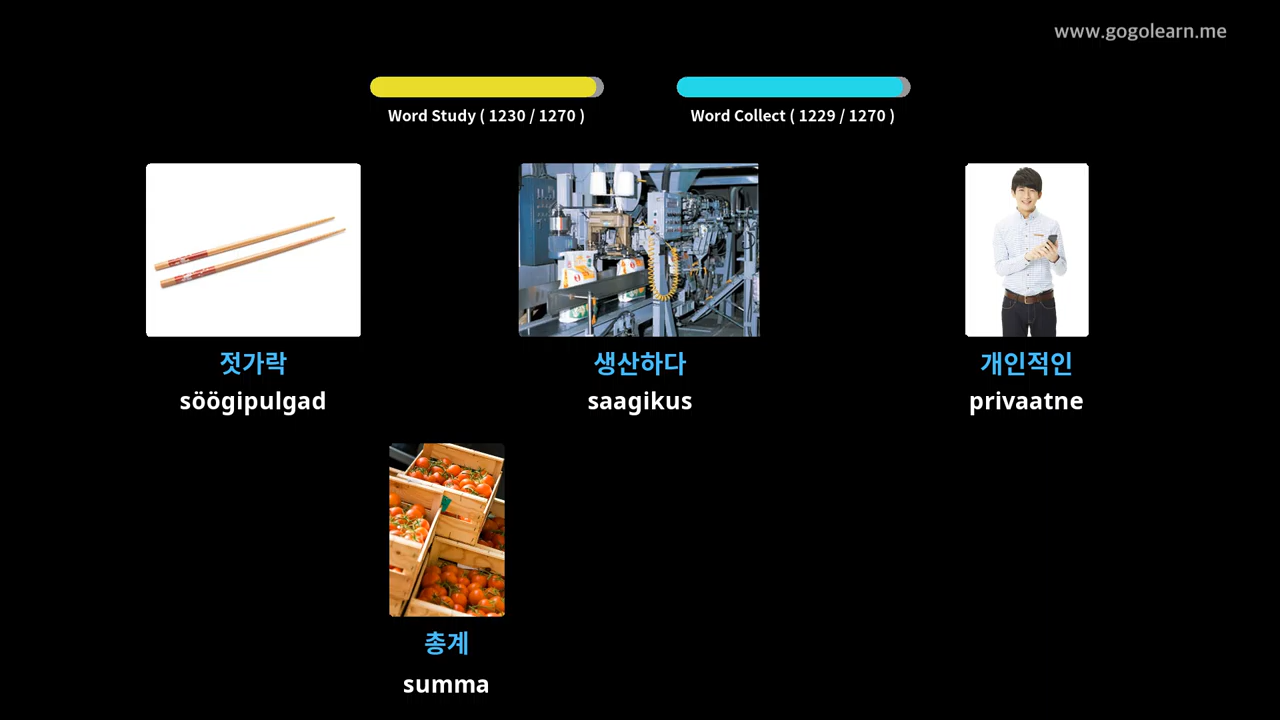 www.gogolearn.me
Word Study ( 1230 / 1270 )
Word Collect ( 1229 / 1270 )
젓가락
söögipulgad
생산하다
saagikus
개인적인
privaatne
총계
summa